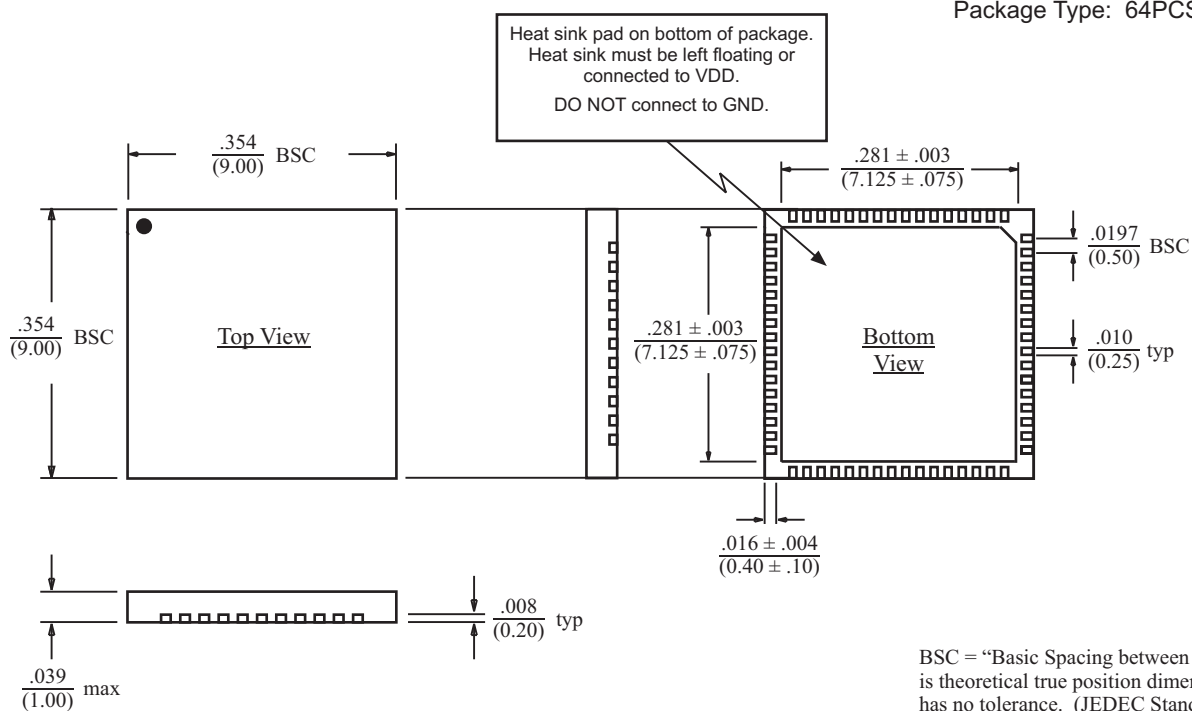 Package Type: 64PCS
Heat sink pad on bottom of package.
Heat sink must be left floating or
connected to VDD.
DO NOT connect to GND.
.354
(9.00)
BSC
.281 ± .003
(7.125 ± .075)
.0197
(0.50)
BSC
.354
(9.00)
BSC
Top View
.281 ± .003
(7.125 ± .075)
Bottom
View
.010
(0.25)
typ
.016 ± .004
(0.40 ± .10)
.008
(0.20)
typ
.039
(1.00)
max
BSC = “Basic Spacing between
is theoretical true position dimen
has no tolerance. (JEDEC Stand